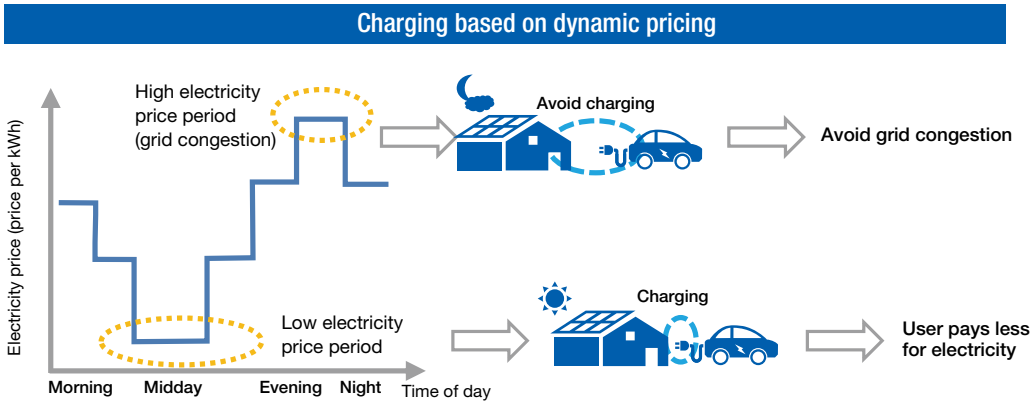 Charging based on dynamic pricing
Electricity price (price per kWh)
High electricity
price period
(grid congestion)
Avoid charging
Avoid grid congestion
Low electricity
price period
Charging
User pays less
for electricity
Morning
Midday
Evening
Night
Time of day